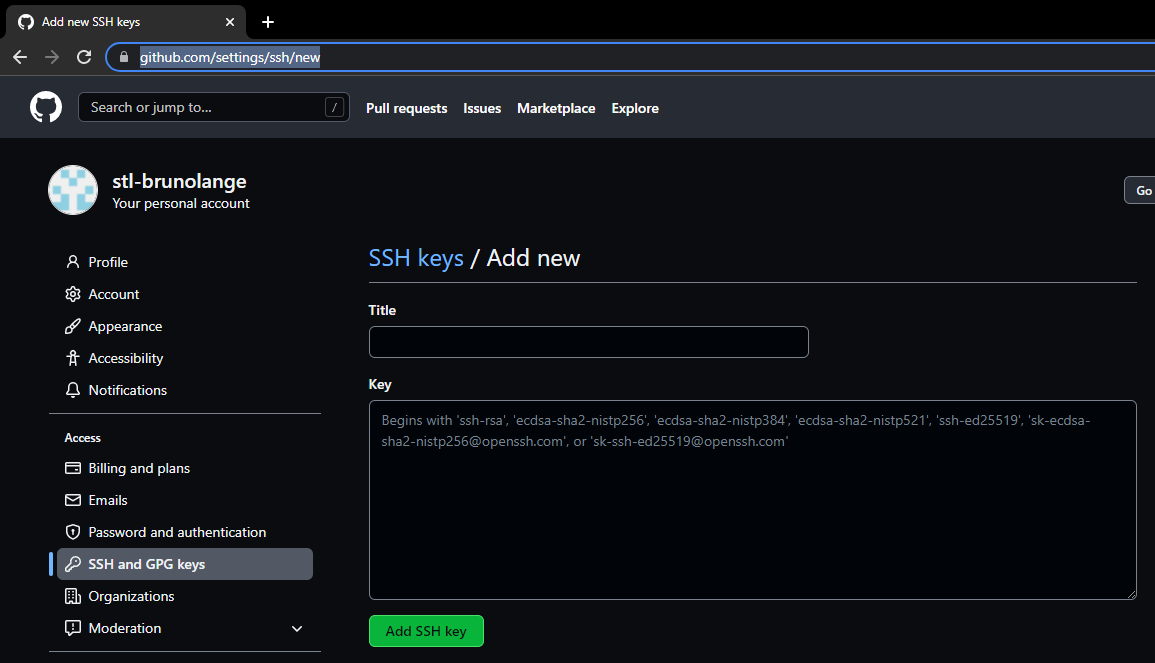 Add new SSH keys
github.com/settings/ssh/new
Search or jump to... /
Pull requests Issues Marketplace Explore
stl-brunolange
Your personal account
Go
Profile
Account
Appearance
Accessibility
Notifications
Access
Billing and plans
Emails
Password and authentication
SSH and GPG keys
Organizations
Moderation
SSH keys / Add new
Title
Key
Begins with 'ssh-rsa', 'ecdsa-sha2-nistp256', 'ecdsa-sha2-nistp384', 'ecdsa-sha2-nistp521', 'ssh-ed25519', 'sk-ecdsa-
sha2-nistp256@openssh.com', or 'sk-ssh-ed25519@openssh.com'
Add SSH key